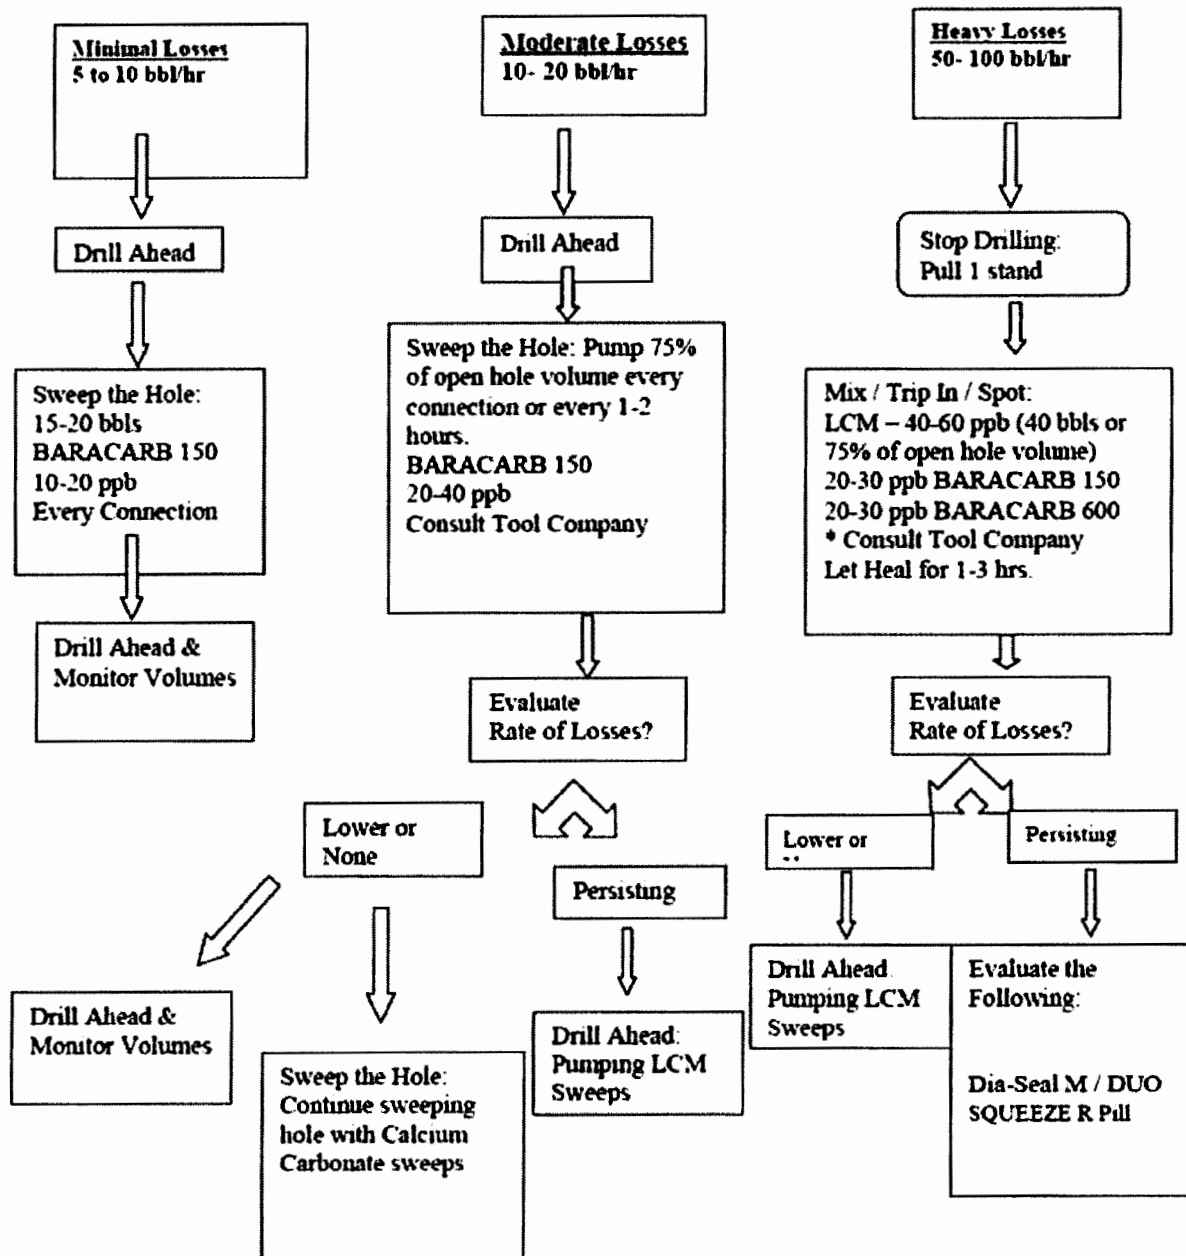 Minimal Losses
5 to 10 bbl/hr
Drill Ahead
Sweep the Hole:
15-20 bbls
BARACARB 150
10-20 ppb
Every Connection
Drill Ahead &
Monitor Volumes
Moderate Losses
10- 20 bbl/hr
Drill Ahead
Sweep the Hole: Pump 75%
of open hole volume every
connection or every 1-2
hours.
BARACARB 150
20-40 ppb
Consult Tool Company
Evaluate
Rate of Losses?
Lower or
None
Persisting
Drill Ahead &
Monitor Volumes
Sweep the Hole:
Continue sweeping
hole with Calcium
Carbonate sweeps
Drill Ahead:
Pumping LCM
Sweeps
Heavy Losses
50- 100 bbl/hr
Stop Drilling:
Pull 1 stand
Mix / Trip In / Spot:
LCM – 40-60 ppb (40 bbls or
75% of open hole volume)
20-30 ppb BARACARB 150
20-30 ppb BARACARB 600
* Consult Tool Company
Let Heal for 1-3 hrs.
Evaluate
Rate of Losses?
Lower or
Persisting
Drill Ahead
Pumping LCM
Sweeps
Evaluate the
Following:
Dia-Seal M / DUO
SQUEEZE R Pill